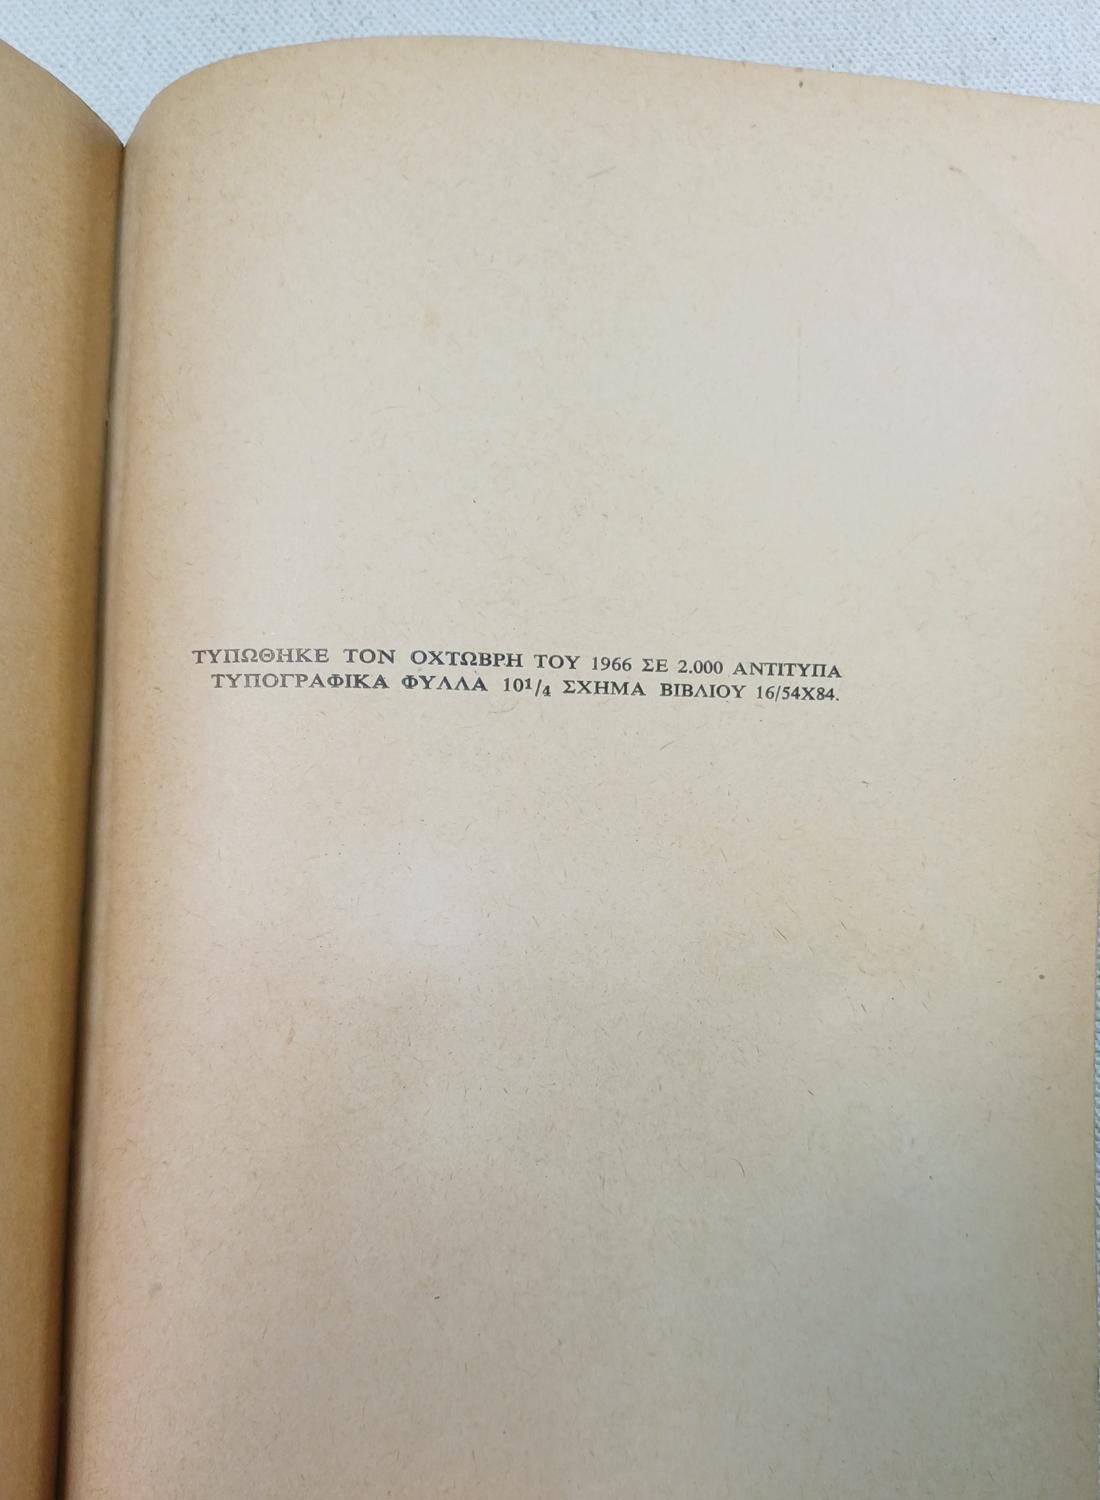 ΤΥΠΩΘΗΚΕ ΤΟΝ ΟΧΤΩΒΡΗ ΤΟΥ 1966 ΣΕ 2.000 ΑΝΤΙΤΥΠΑ
ΤΥΠΟΓΡΑΦΙΚΑ ΦΥΛΛΑ 10¹/₄ ΣΧΗΜΑ ΒΙΒΛΙΟΥ 16/54Χ84.